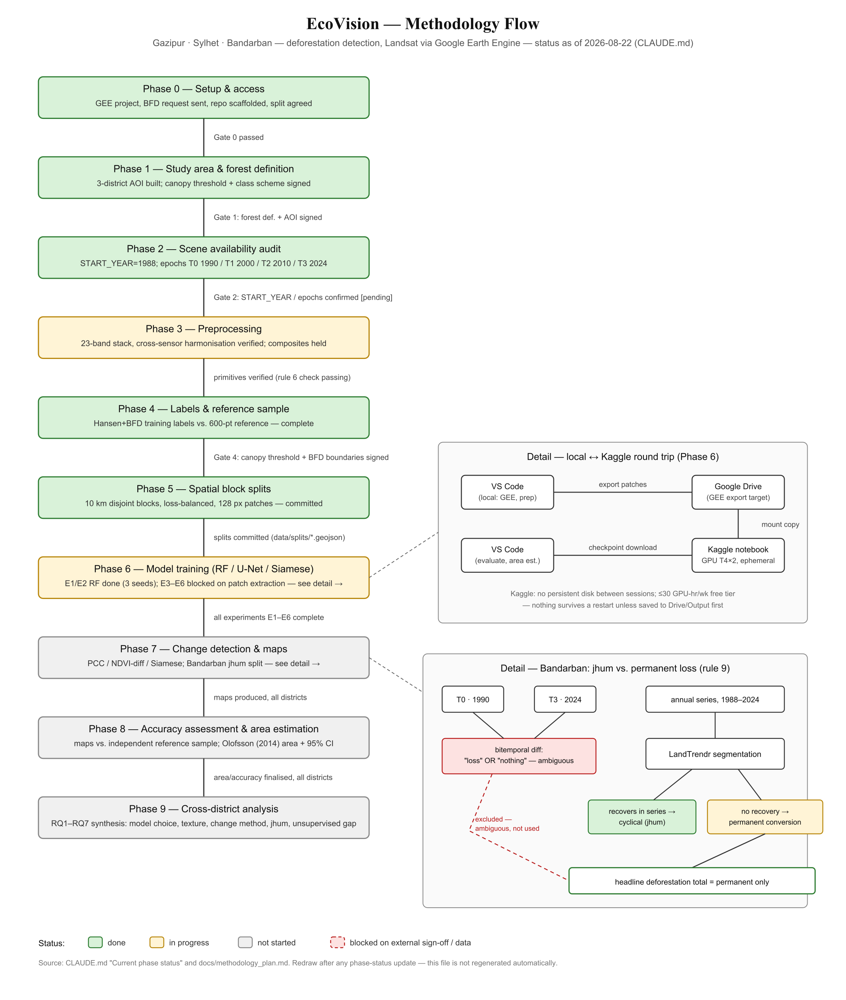 EcoVision — Methodology Flow
Gazipur · Sylhet · Bandarban — deforestation detection, Landsat via Google Earth Engine — status as of 2026-08-22 (CLAUDE.md)
Phase 0 — Setup & access
GEE project, BFD request sent, repo scaffolded, split agreed
Gate 0 passed
Phase 1 — Study area & forest definition
3-district AOI built; canopy threshold + class scheme signed
Gate 1: forest def. + AOI signed
Phase 2 — Scene availability audit
START_YEAR=1988; epochs T0 1990 / T1 2000 / T2 2010 / T3 2024
Gate 2: START_YEAR / epochs confirmed [pending]
Phase 3 — Preprocessing
23-band stack, cross-sensor harmonisation verified; composites held
primitives verified (rule 6 check passing)
Phase 4 — Labels & reference sample
Hansen+BFD training labels vs. 600-pt reference — complete
Gate 4: canopy threshold + BFD boundaries signed
Phase 5 — Spatial block splits
10 km disjoint blocks, loss-balanced, 128 px patches — committed
splits committed (data/splits/*.geojson)
Phase 6 — Model training (RF / U-Net / Siamese)
E1/E2 RF done (3 seeds); E3–E6 blocked on patch extraction — see detail →
all experiments E1–E6 complete
Phase 7 — Change detection & maps
PCC / NDVI-diff / Siamese; Bandarban jhum split — see detail →
maps produced, all districts
Phase 8 — Accuracy assessment & area estimation
maps vs. independent reference sample; Olofsson (2014) area + 95% CI
area/accuracy finalised, all districts
Phase 9 — Cross-district analysis
RQ1–RQ7 synthesis: model choice, texture, change method, jhum, unsupervised gap
Detail — local ↔ Kaggle round trip (Phase 6)
VS Code
(local: GEE, prep)
export patches
Google Drive
(GEE export target)
mount copy
VS Code
(evaluate, area est.)
checkpoint download
Kaggle notebook
GPU T4×2, ephemeral
Kaggle: no persistent disk between sessions; ≤30 GPU-hr/wk free tier
— nothing survives a restart unless saved to Drive/Output first
Detail — Bandarban: jhum vs. permanent loss (rule 9)
T0 · 1990
T3 · 2024
annual series, 1988–2024
bitemporal diff:
"loss" OR "nothing" — ambiguous
LandTrendr segmentation
excluded —
ambiguous, not used
recovers in series →
cyclical (jhum)
no recovery →
permanent conversion
headline deforestation total = permanent only
Status:
done
in progress
not started
blocked on external sign-off / data
Source: CLAUDE.md "Current phase status" and docs/methodology_plan.md. Redraw after any phase-status update — this file is not regenerated automatically.